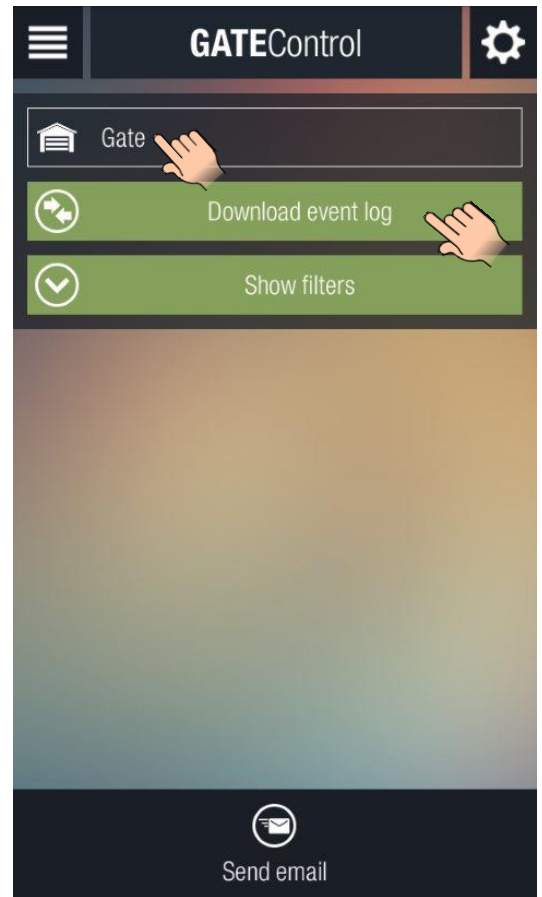 GATEControl
Gate
Download event log
Show filters
Send email